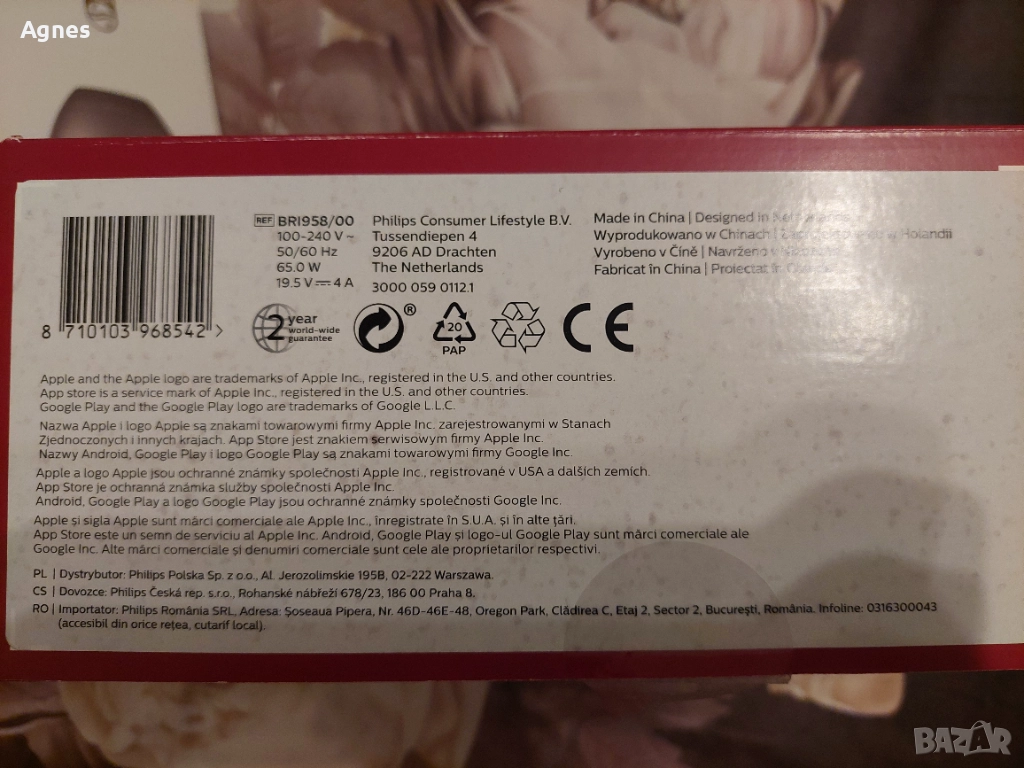 Agnes
REF BRI958/00
100-240 V~
50/60 Hz
65.0 W
19.5 V⎓4 A
Philips Consumer Lifestyle B.V.
Tussendiepen 4
9206 AD Drachten
The Netherlands
3000 059 0112.1
Made in China | Designed in
Wyprodukowano w Chinach | Holandii
Vyrobeno v Číně | Navrženo v
Fabricat în China | Proiectat în
8 710103 968542 >
2 year
world-wide
guarantee
®
20
PAP
CE
Apple and the Apple logo are trademarks of Apple Inc., registered in the U.S. and other countries.
App store is a service mark of Apple Inc., registered in the U.S. and other countries.
Google Play and the Google Play logo are trademarks of Google L.L.C.
Nazwa Apple i logo Apple są znakami towarowymi firmy Apple Inc. zarejestrowanymi w Stanach
Zjednoczonych i innych krajach. App Store jest znakiem serwisowym firmy Apple Inc.
Nazwy Android, Google Play i logo Google Play są znakami towarowymi firmy Google Inc.
Apple a logo Apple jsou ochranné známky společnosti Apple Inc., registrované v USA a dalších zemích.
App Store je ochranná známka služby společnosti Apple Inc.
Android, Google Play a logo Google Play jsou ochranné známky společnosti Google Inc.
Apple și sigla Apple sunt mărci comerciale ale Apple Inc., înregistrate în S.U.A. și în alte țări.
App Store este un semn de serviciu al Apple Inc. Android, Google Play și logo-ul Google Play sunt mărci comerciale ale
Google Inc. Alte mărci comerciale și denumiri comerciale sunt cele ale proprietarilor respectivi.
PL | Dystrybutor: Philips Polska Sp. z o.o., Al. Jerozolimskie 195B, 02-222 Warszawa.
CS | Dovozce: Philips Česká rep. s.r.o., Rohanské nábřeží 678/23, 186 00 Praha 8.
RO | Importator: Philips România SRL, Adresa: Șoseaua Pipera, Nr. 46D-46E-48, Oregon Park, Clădirea C, Etaj 2, Sector 2, București, România. Infoline: 0316300043
(accesibil din orice rețea, cutarif local).
BAZAR